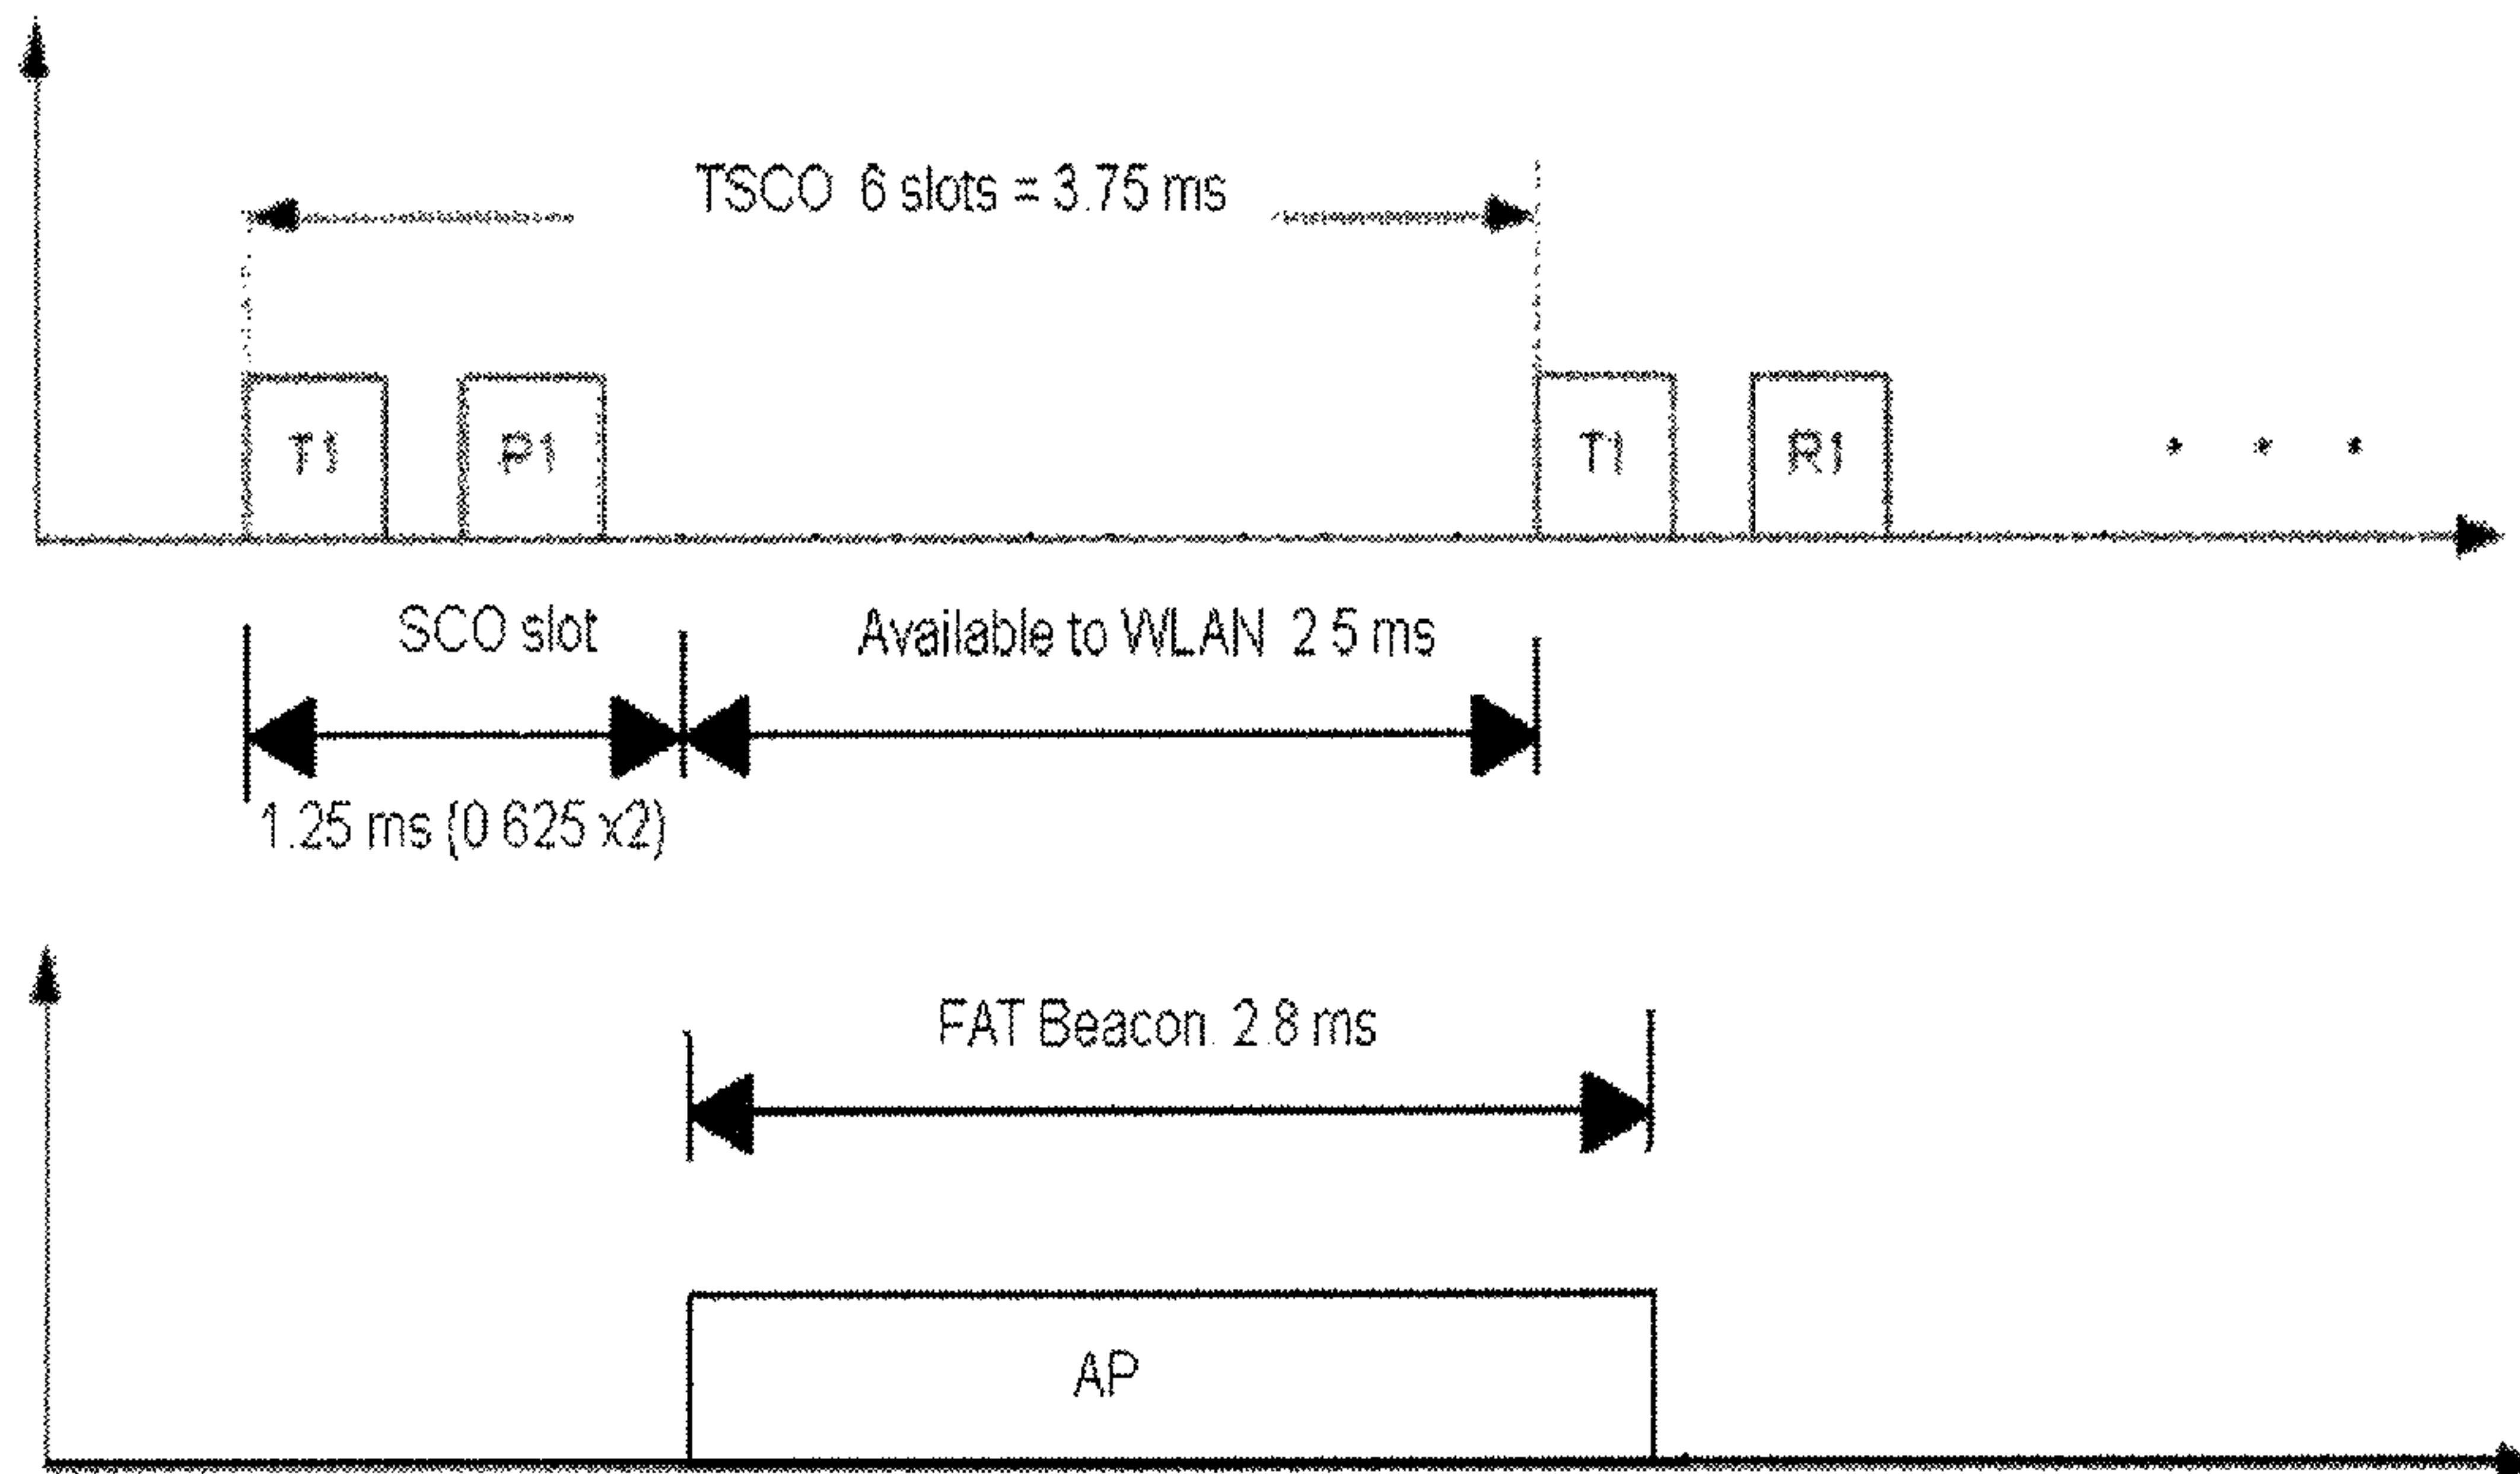 TSCO 6 slots = 3.75 ms
T1 P1 T1 R1
SCO slot Available to WLAN 2 5 ms
1.25 ms (0 625 x2)
FAT Beacon. 2.8 ms
AP